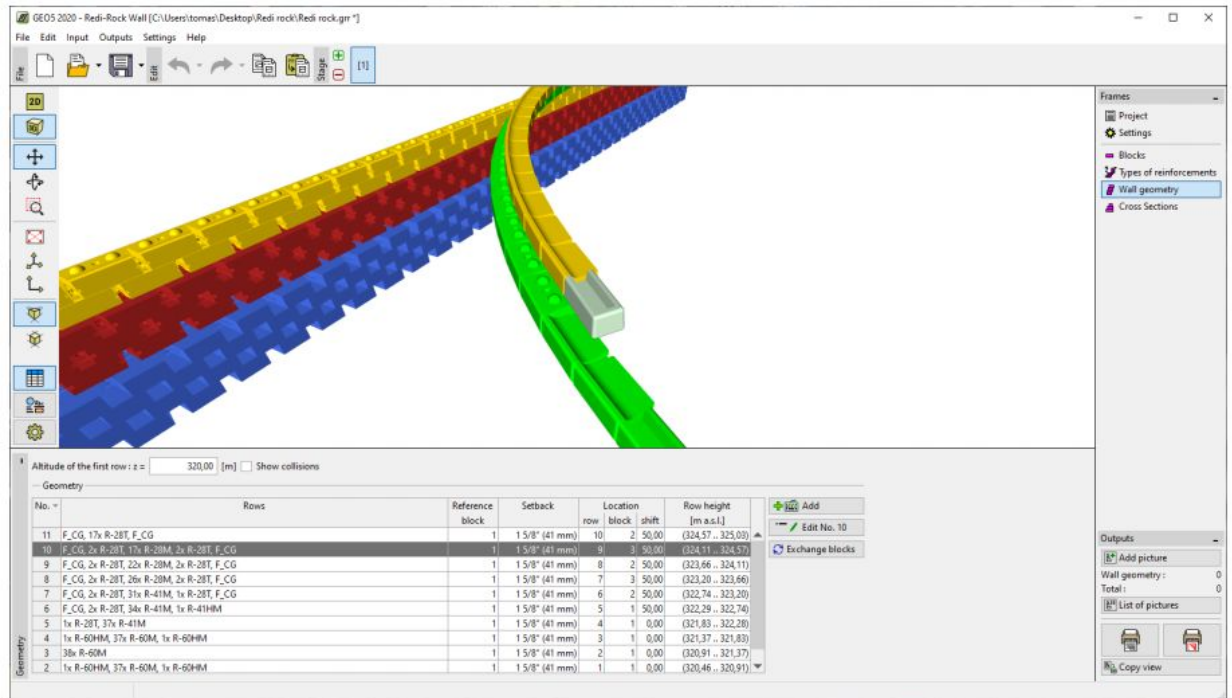 GEO5 2020 - Redi-Rock Wall [C:\Users\tomas\Desktop\Redi rock\Redi rock.grr *]
File Edit Input Outputs Settings Help
File
Edit
Stage
[1]
2D
3D
Frames
Project
Settings
Blocks
Types of reinforcements
Wall geometry
Cross Sections
Altitude of the first row : z = 320,00 [m] Show collisions
Geometry
No. Rows Reference block Setback Location row block shift Row height [m a.s.l.]
11 F_CG, 17x R-28T, F_CG 1 1 5/8" (41 mm) 10 2 50,00 (324,57 .. 325,03)
10 F_CG, 2x R-28T, 17x R-28M, 2x R-28T, F_CG 1 1 5/8" (41 mm) 9 3 50,00 (324,11 .. 324,57)
9 F_CG, 2x R-28T, 22x R-28M, 2x R-28T, F_CG 1 1 5/8" (41 mm) 8 2 50,00 (323,66 .. 324,11)
8 F_CG, 2x R-28T, 26x R-28M, 2x R-28T, F_CG 1 1 5/8" (41 mm) 7 3 50,00 (323,20 .. 323,66)
7 F_CG, 2x R-28T, 31x R-41M, 1x R-28T, F_CG 1 1 5/8" (41 mm) 6 2 50,00 (322,74 .. 323,20)
6 F_CG, 2x R-28T, 34x R-41M, 1x R-41HM 1 1 5/8" (41 mm) 5 1 50,00 (322,29 .. 322,74)
5 1x R-28T, 37x R-41M 1 1 5/8" (41 mm) 4 1 0,00 (321,83 .. 322,28)
4 1x R-60HM, 37x R-60M, 1x R-60HM 1 1 5/8" (41 mm) 3 1 0,00 (321,37 .. 321,83)
3 38x R-60M 1 1 5/8" (41 mm) 2 1 0,00 (320,91 .. 321,37)
2 1x R-60HM, 37x R-60M, 1x R-60HM 1 1 5/8" (41 mm) 1 1 0,00 (320,46 .. 320,91)
Add
Edit No. 10
Exchange blocks
Geometry
Outputs
Add picture
Wall geometry : 0
Total : 0
List of pictures
Copy view